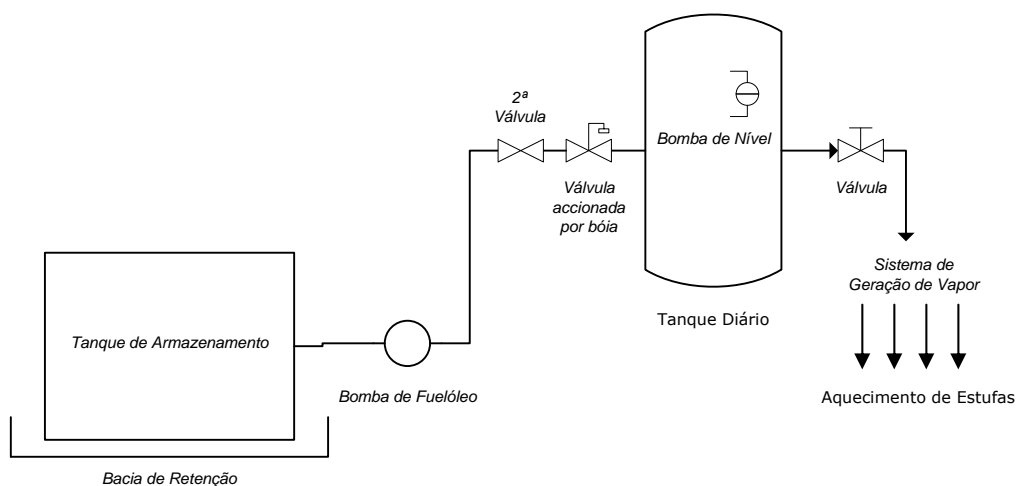 2ª
Válvula
Bomba de Nível
Válvula
accionada
por bóia
Válvula
Sistema de
Geração de Vapor
Tanque Diário
Tanque de Armazenamento
Bomba de Fuelóleo
Aquecimento de Estufas
Bacia de Retenção